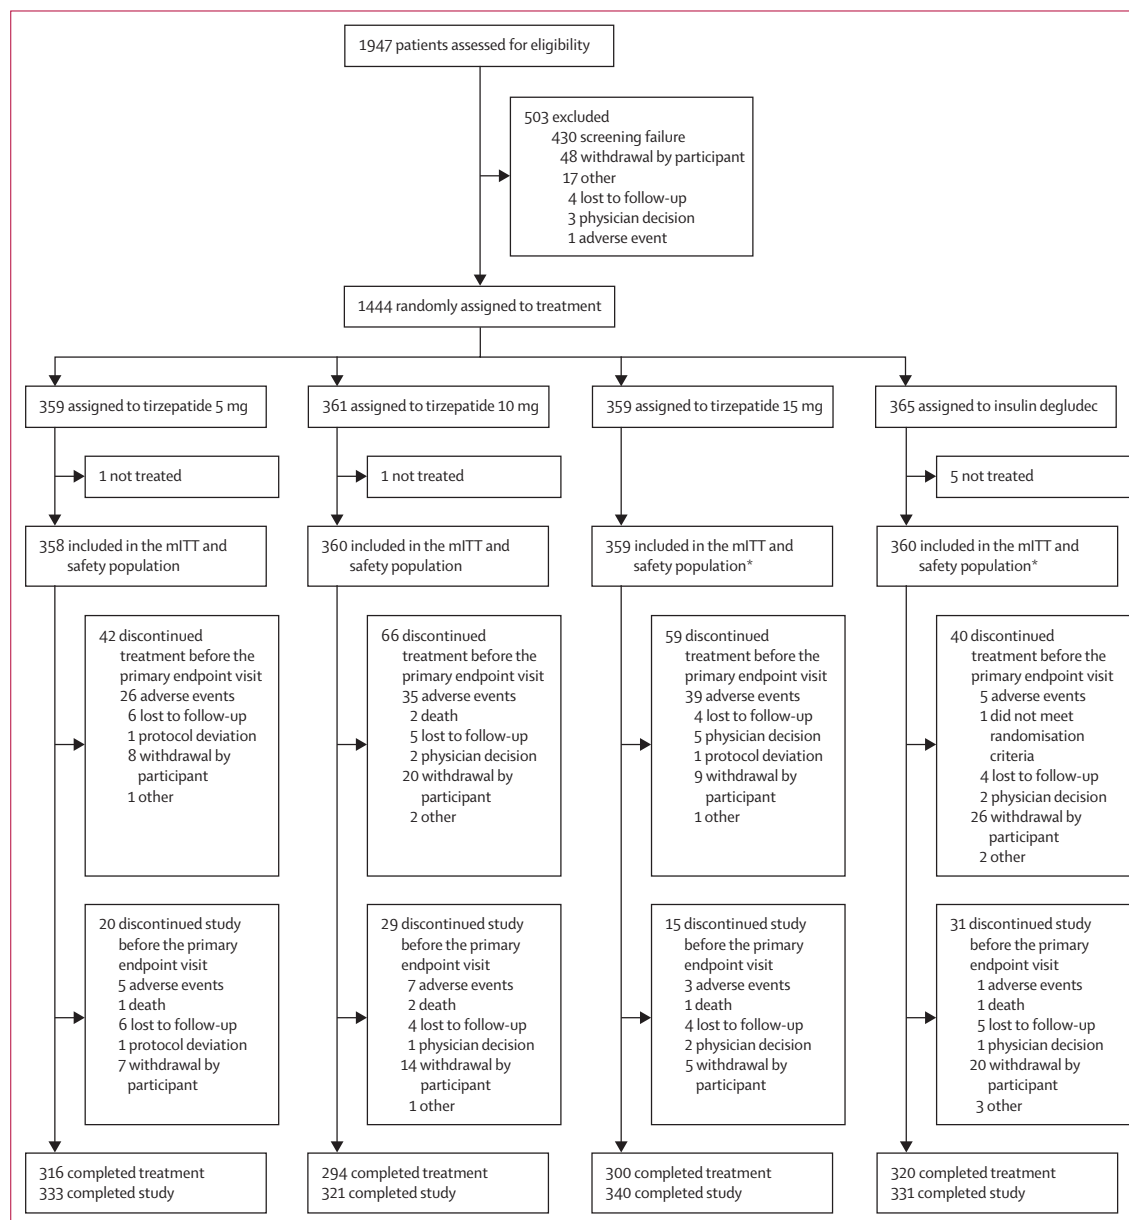 1947 patients assessed for eligibility
503 excluded
430 screening failure
48 withdrawal by participant
17 other
4 lost to follow-up
3 physician decision
1 adverse event
1444 randomly assigned to treatment
359 assigned to tirzepatide 5 mg
361 assigned to tirzepatide 10 mg
359 assigned to tirzepatide 15 mg
365 assigned to insulin degludec
1 not treated
1 not treated
5 not treated
358 included in the mITT and
safety population
360 included in the mITT and
safety population
359 included in the mITT and
safety population*
360 included in the mITT and
safety population*
42 discontinued
treatment before the
primary endpoint visit
26 adverse events
6 lost to follow-up
1 protocol deviation
8 withdrawal by
participant
1 other
66 discontinued
treatment before the
primary endpoint visit
35 adverse events
2 death
5 lost to follow-up
2 physician decision
20 withdrawal by
participant
2 other
59 discontinued
treatment before the
primary endpoint visit
39 adverse events
4 lost to follow-up
5 physician decision
1 protocol deviation
9 withdrawal by
participant
1 other
40 discontinued
treatment before the
primary endpoint visit
5 adverse events
1 did not meet
randomisation
criteria
4 lost to follow-up
2 physician decision
26 withdrawal by
participant
2 other
20 discontinued study
before the primary
endpoint visit
5 adverse events
1 death
6 lost to follow-up
1 protocol deviation
7 withdrawal by
participant
29 discontinued study
before the primary
endpoint visit
7 adverse events
2 death
4 lost to follow-up
1 physician decision
14 withdrawal by
participant
1 other
15 discontinued study
before the primary
endpoint visit
3 adverse events
1 death
4 lost to follow-up
2 physician decision
5 withdrawal by
participant
31 discontinued study
before the primary
endpoint visit
1 adverse events
1 death
5 lost to follow-up
1 physician decision
20 withdrawal by
participant
3 other
316 completed treatment
333 completed study
294 completed treatment
321 completed study
300 completed treatment
340 completed study
320 completed treatment
331 completed study